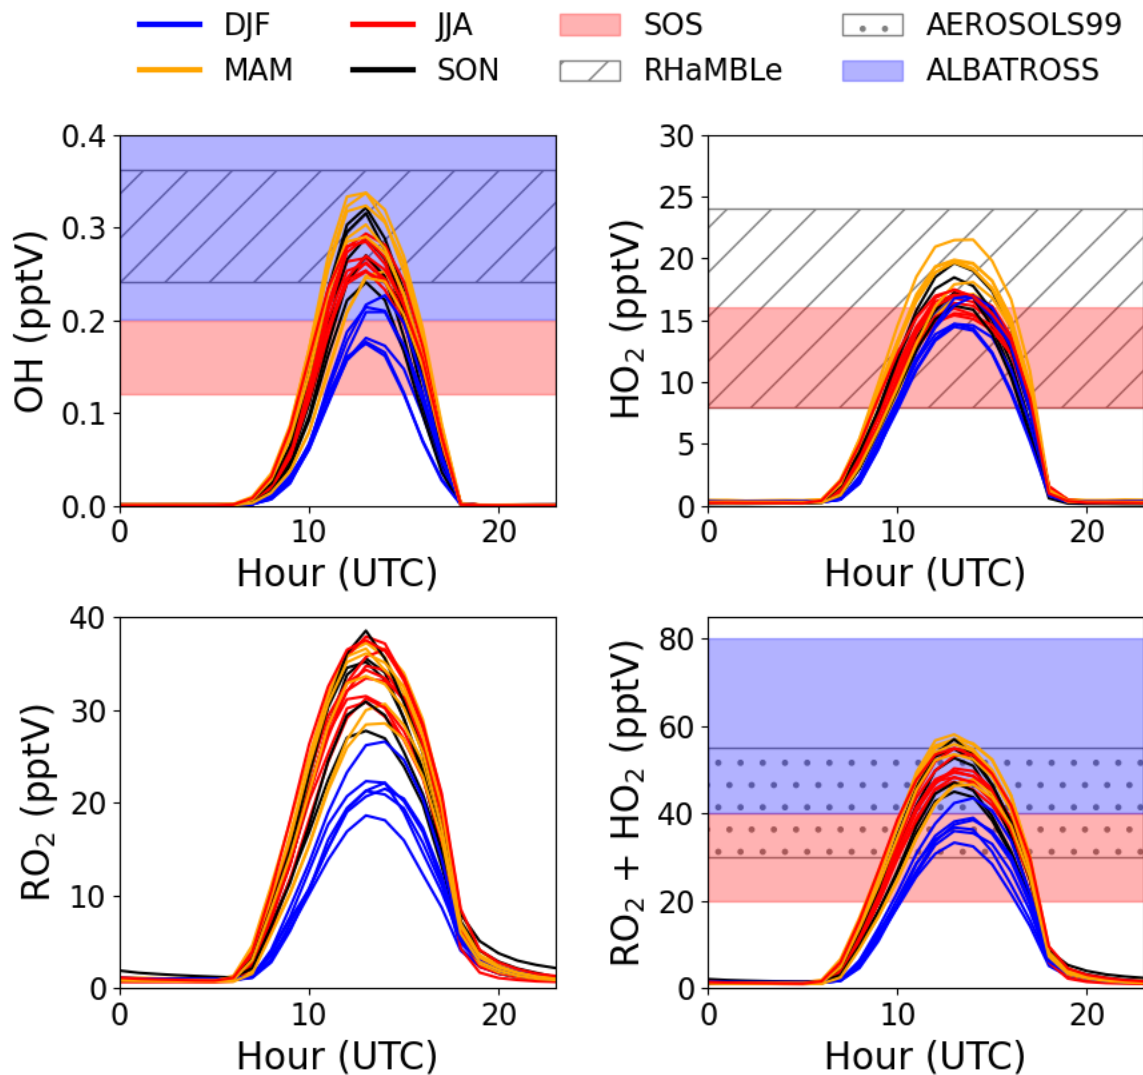 DJF JJA SOS AEROSOLS99
MAM SON RHaMBLe ALBATROSS
OH (pptV)
0.4
0.3
0.2
0.1
0.0
0 10 20
Hour (UTC)
HO₂ (pptV)
30
25
20
15
10
5
0
0 10 20
Hour (UTC)
RO₂ (pptV)
40
30
20
10
0
0 10 20
Hour (UTC)
RO₂ + HO₂ (pptV)
80
60
40
20
0
0 10 20
Hour (UTC)